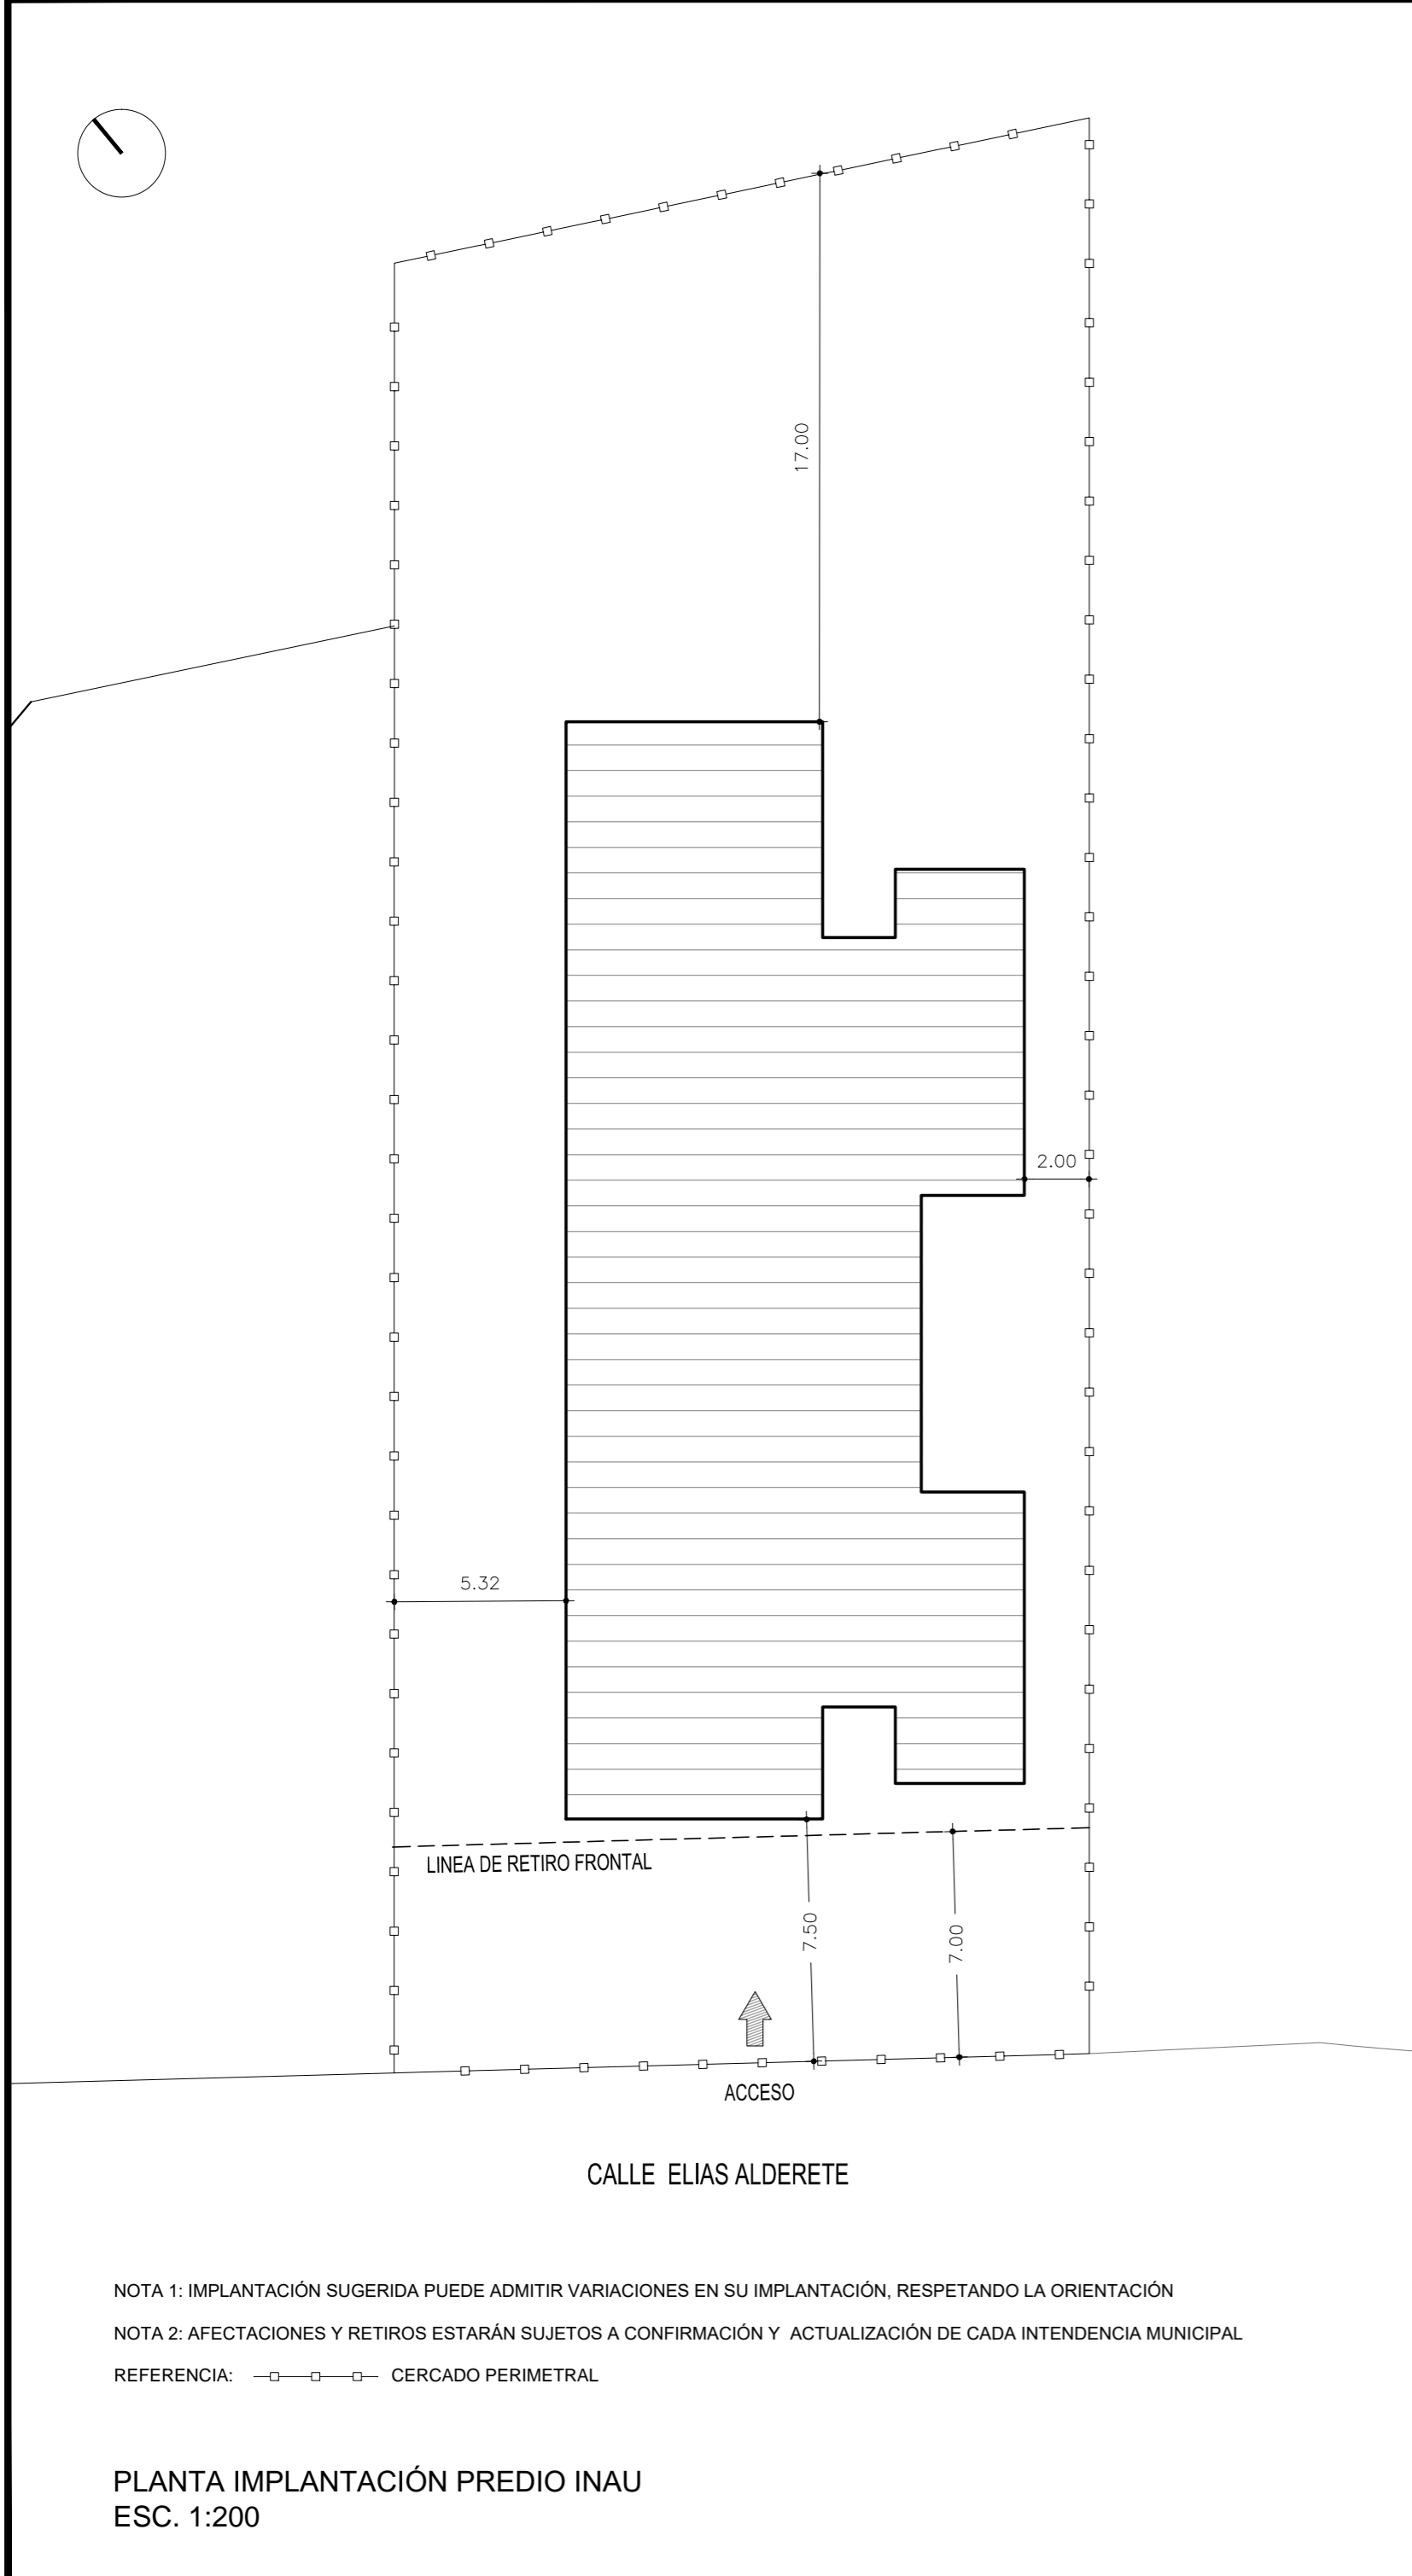 17.00
2.00
5.32
LINEA DE RETIRO FRONTAL
7.50
7.00
ACCESO
CALLE ELIAS ALDERETE
NOTA 1: IMPLANTACIÓN SUGERIDA PUEDE ADMITIR VARIACIONES EN SU IMPLANTACIÓN, RESPETANDO LA ORIENTACIÓN
NOTA 2: AFECTACIONES Y RETIROS ESTARÁN SUJETOS A CONFIRMACIÓN Y ACTUALIZACIÓN DE CADA INTENDENCIA MUNICIPAL
REFERENCIA: CERCADO PERIMETRAL
PLANTA IMPLANTACIÓN PREDIO INAU
ESC. 1:200